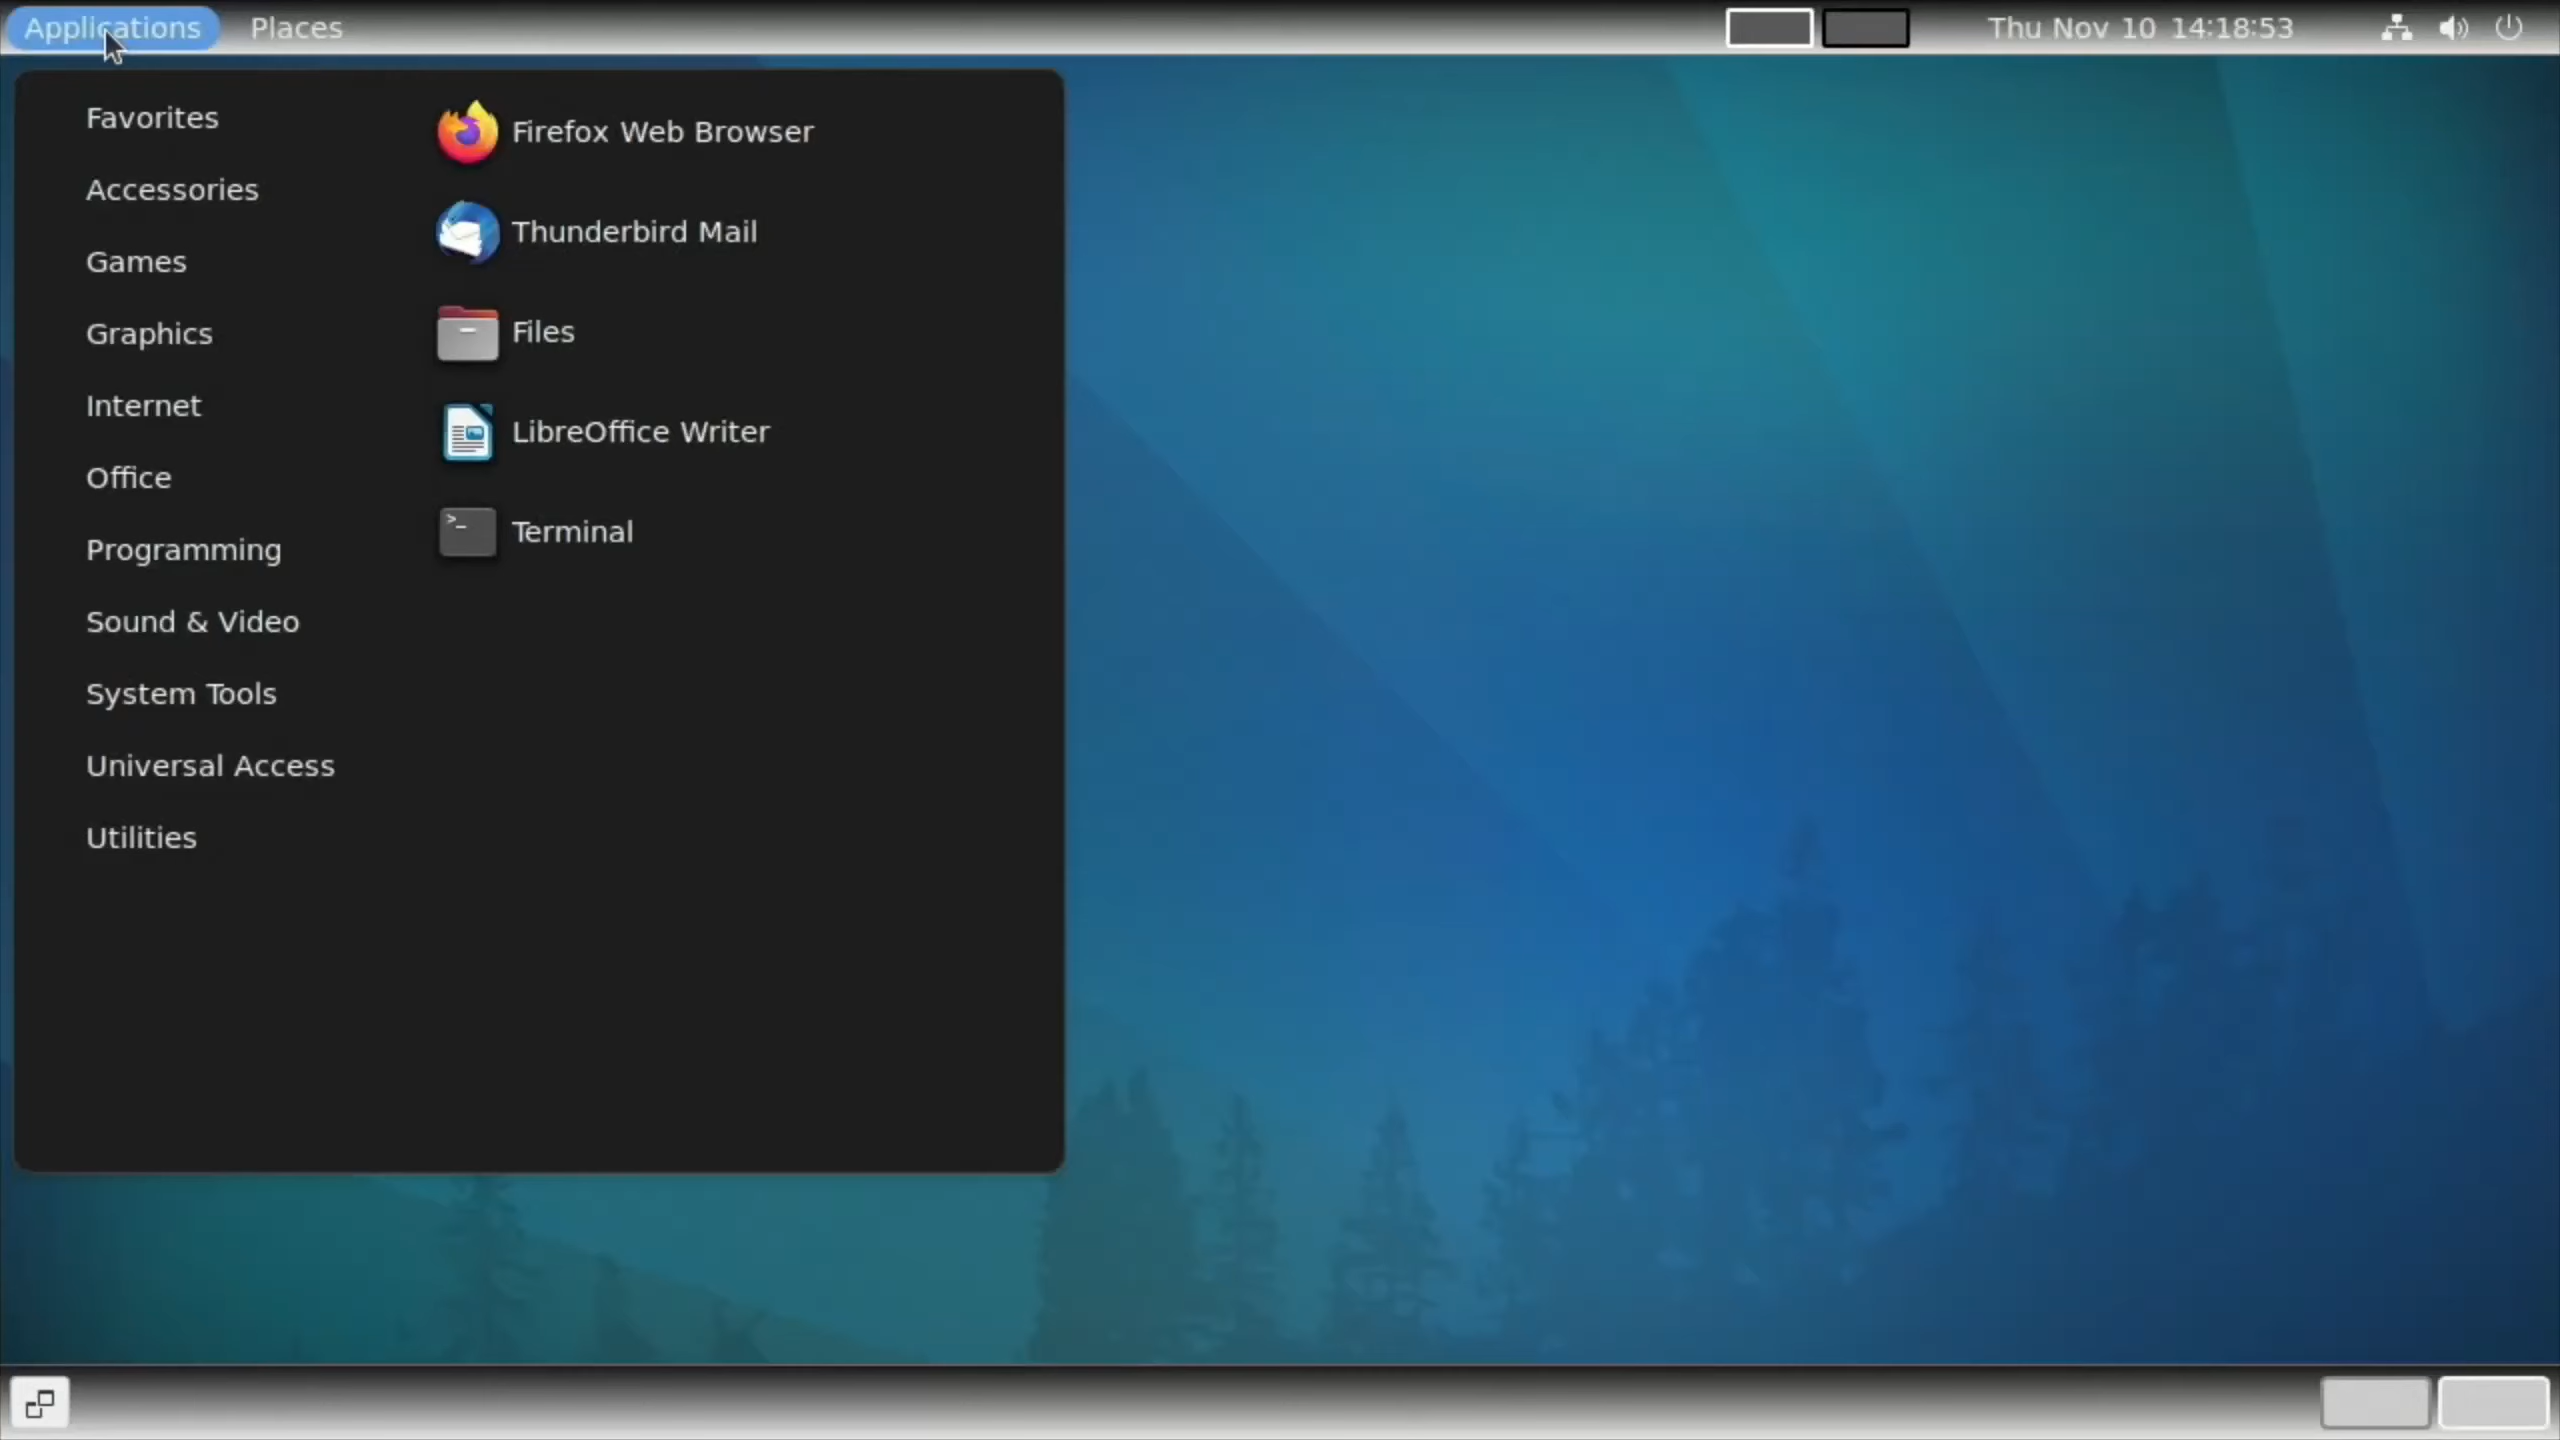 Applications Places Thu Nov 10 14:18:53
Favorites
Accessories
Games
Graphics
Internet
Office
Programming
Sound & Video
System Tools
Universal Access
Utilities
Firefox Web Browser
Thunderbird Mail
Files
LibreOffice Writer
>_
Terminal